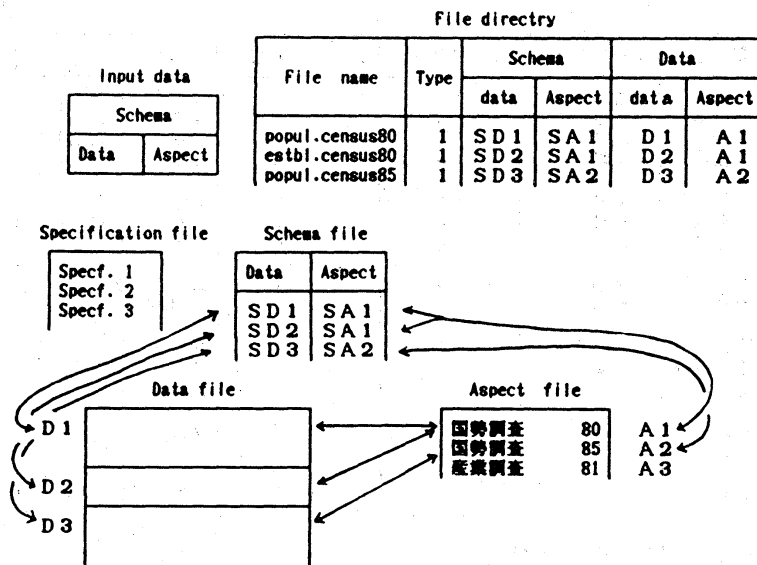 File directry
File name
Type
Schema
Data
data
Aspect
data
Aspect
popul.census80 1 SD1 SA1 D1 A1
estbl.census80 1 SD2 SA1 D2 A1
popul.census85 1 SD3 SA2 D3 A2
Input data
Schema
Data
Aspect
Specification file
Specf. 1
Specf. 2
Specf. 3
Schema file
Data
Aspect
SD1 SA1
SD2 SA1
SD3 SA2
Data file
D1
D2
D3
Aspect file
国勢調査 80 A1
国勢調査 85 A2
産業調査 81 A3